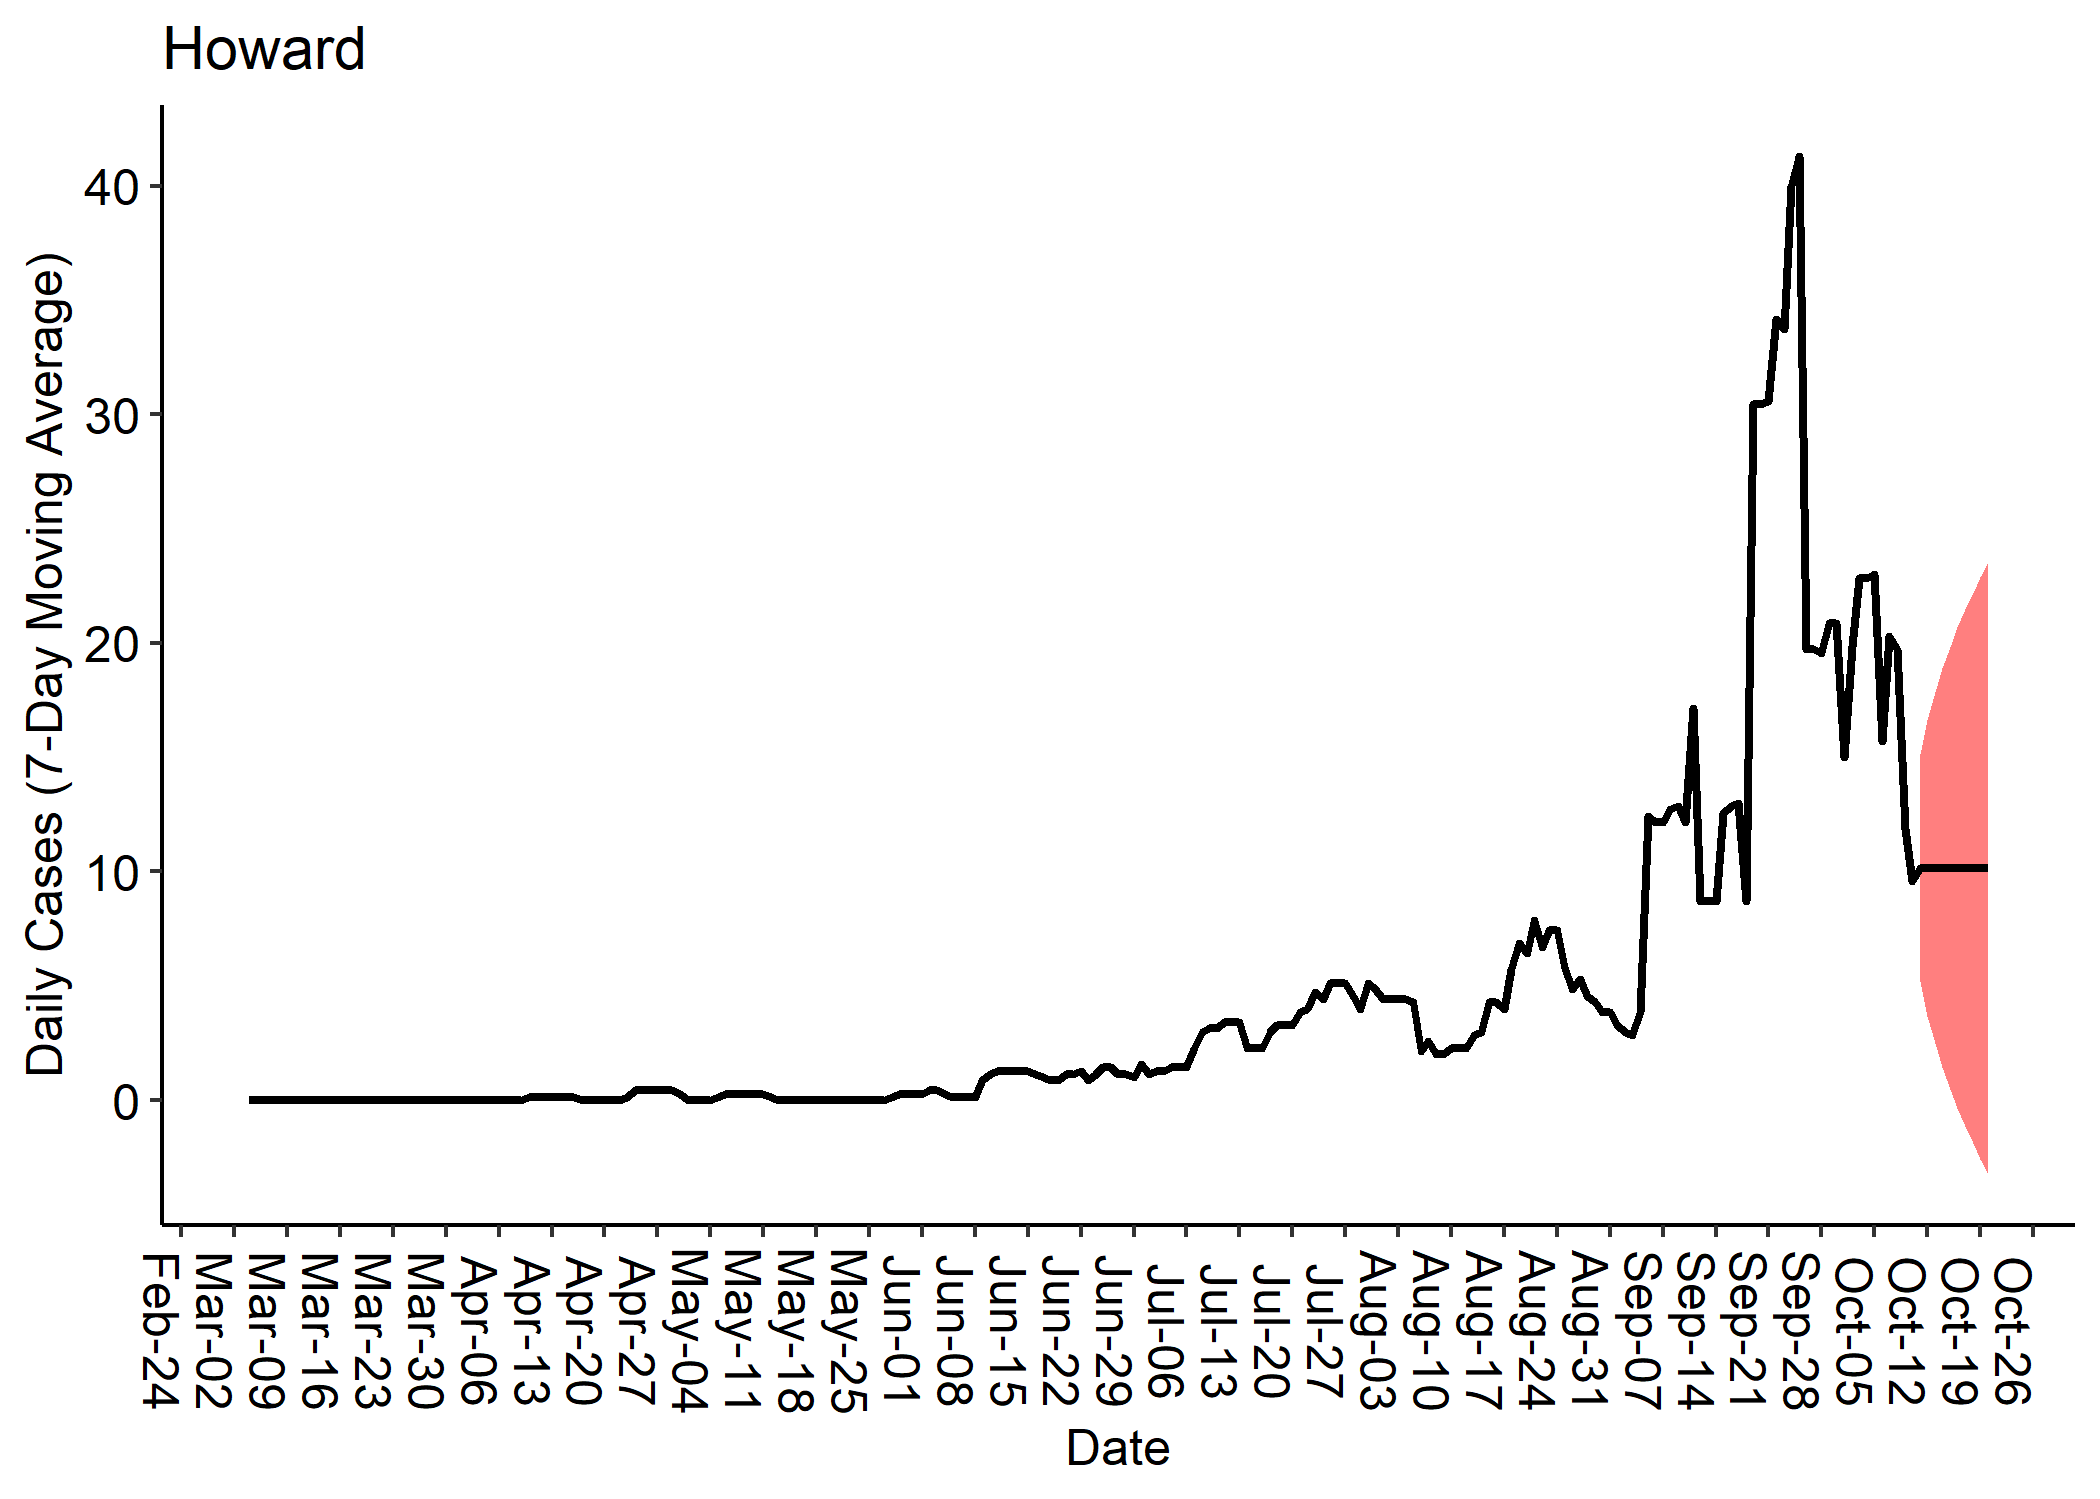 Howard
Daily Cases (7-Day Moving Average)
40
30
20
10
0
Feb-24
Mar-02
Mar-09
Mar-16
Mar-23
Mar-30
Apr-06
Apr-13
Apr-20
Apr-27
May-04
May-11
May-18
May-25
Jun-01
Jun-08
Jun-15
Jun-22
Jun-29
Jul-06
Jul-13
Jul-20
Jul-27
Aug-03
Aug-10
Aug-17
Aug-24
Aug-31
Sep-07
Sep-14
Sep-21
Sep-28
Oct-05
Oct-12
Oct-19
Oct-26
Date